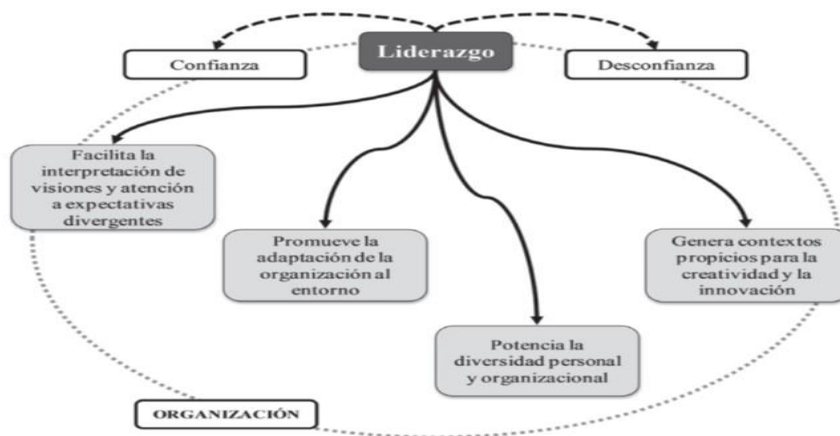 Liderazgo
Confianza
Desconfianza
Facilita la
interpretación de
visiones y atención
a expectativas
divergentes
Promueve la
adaptación de la
organización al
entorno
Genera contextos
propicios para la
creatividad y la
innovación
Potencia la
diversidad personal
y organizacional
ORGANIZACIÓN